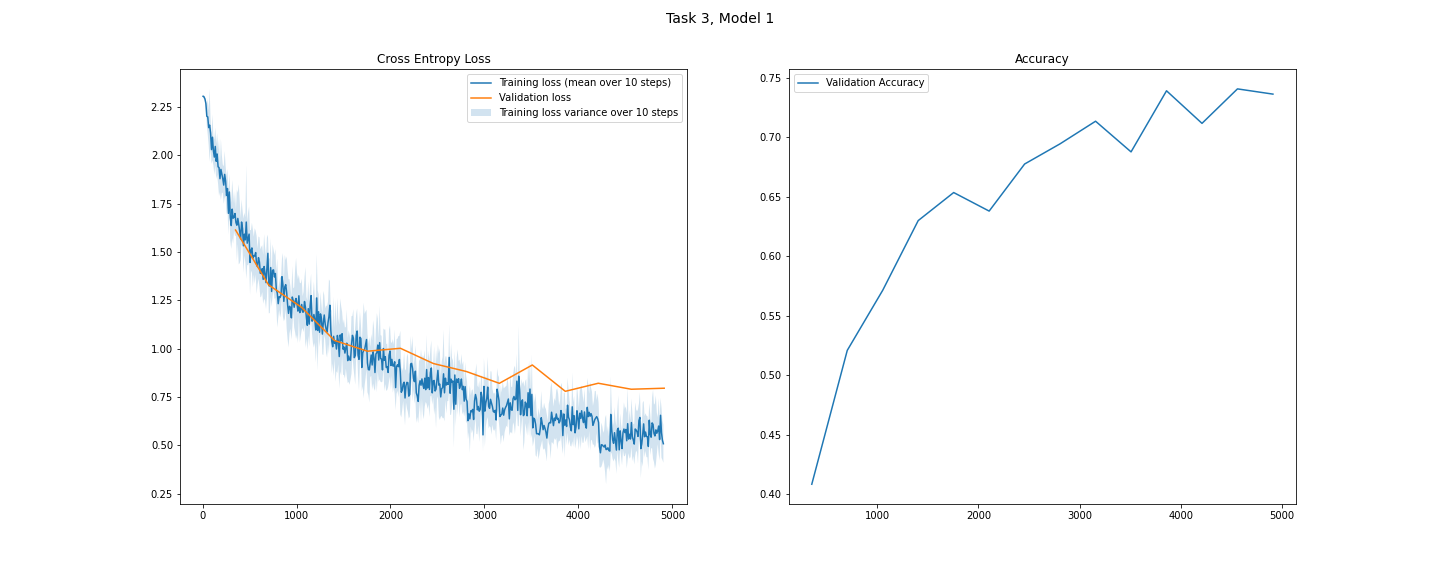 Task 3, Model 1
Cross Entropy Loss
Training loss (mean over 10 steps)
Validation loss
Training loss variance over 10 steps
2.25
2.00
1.75
1.50
1.25
1.00
0.75
0.50
0.25
0 1000 2000 3000 4000 5000
Accuracy
Validation Accuracy
0.75
0.70
0.65
0.60
0.55
0.50
0.45
0.40
1000 2000 3000 4000 5000